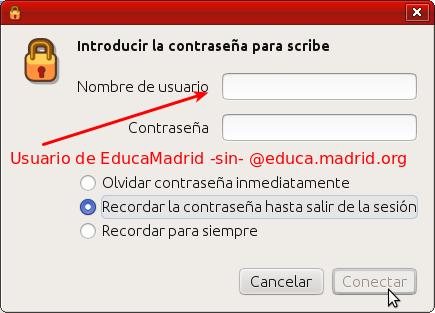 Introducir la contraseña para scribe
Nombre de usuario
Contraseña
Usuario de EducaMadrid -sin- @educa.madrid.org
Olvidar contraseña inmediatamente
Recordar la contraseña hasta salir de la sesión
Recordar para siempre
Cancelar
Conectar